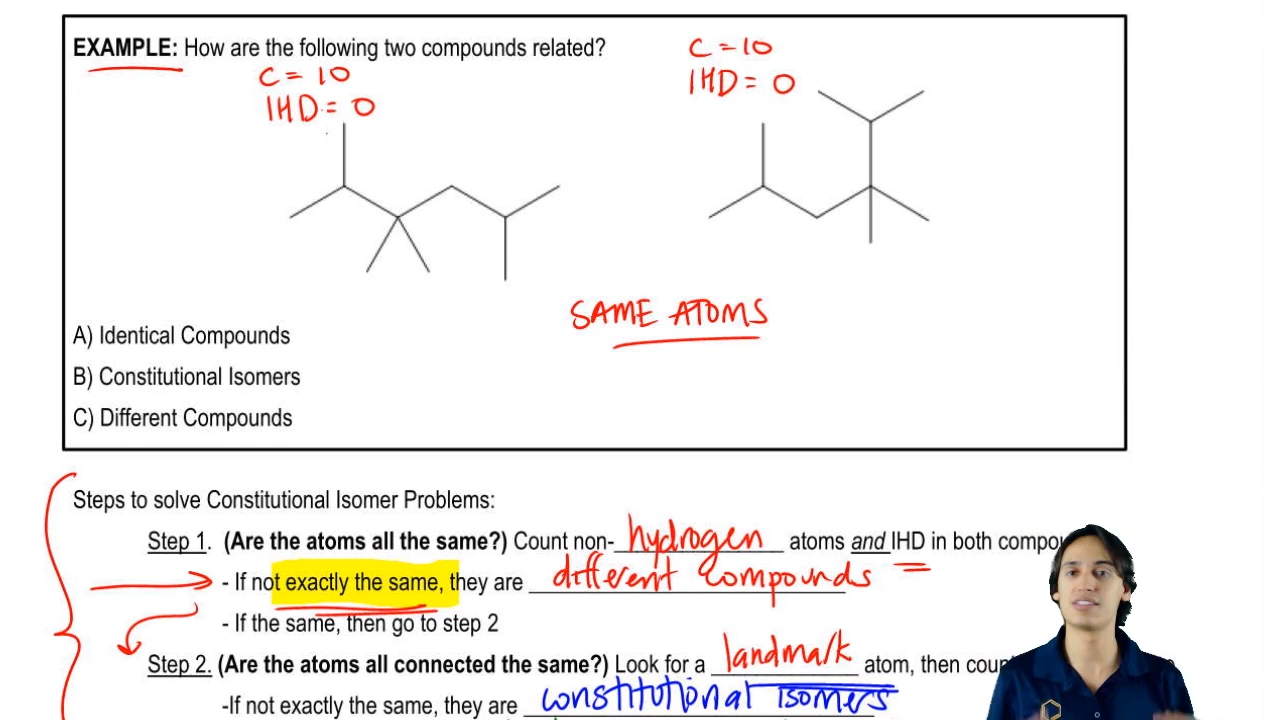 EXAMPLE: How are the following two compounds related?
C = 10
IHD = 0
C = 10
IHD = 0
SAME ATOMS
A) Identical Compounds
B) Constitutional Isomers
C) Different Compounds
Steps to solve Constitutional Isomer Problems:
Step 1. (Are the atoms all the same?) Count non- hydrogen atoms and IHD in both
- If not exactly the same, they are different compounds
- If the same, then go to step 2
Step 2. (Are the atoms all connected the same?) Look for a landmark atom, then
-If not exactly the same, they are constitutional isomers